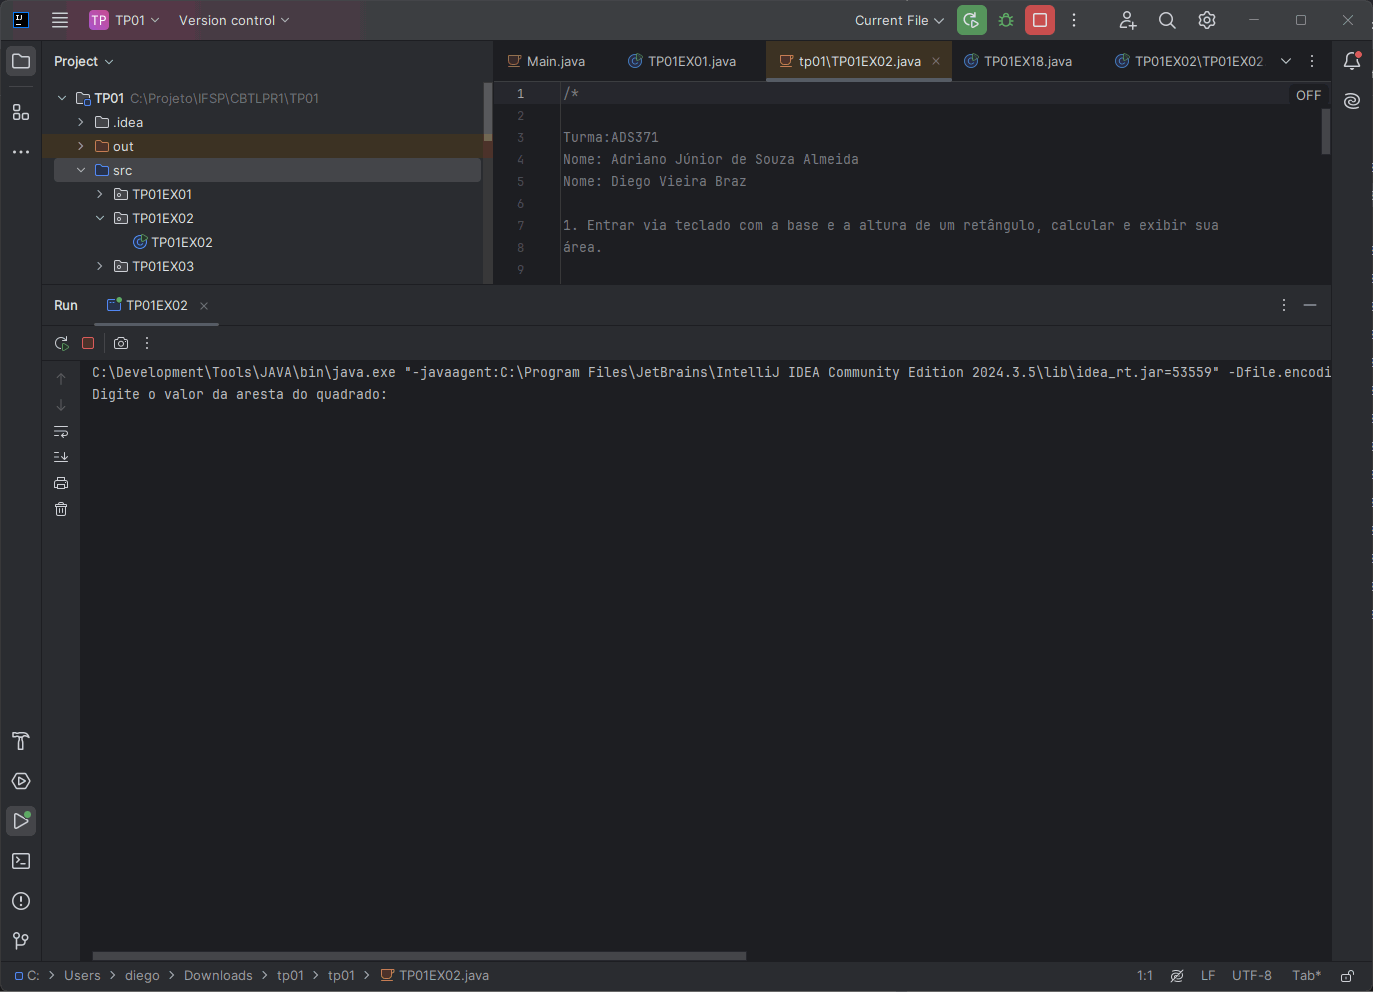 TP TP01 Version control Current File
Project Main.java TP01EX01.java tp01\TP01EX02.java TP01EX18.java TP01EX02\TP01EX02
TP01 C:\Projeto\IFSP\CBTLPR1\TP01
.idea
out
src
TP01EX01
TP01EX02
TP01EX02
TP01EX03
1 /* OFF
2
3 Turma:ADS371
4 Nome: Adriano Júnior de Souza Almeida
5 Nome: Diego Vieira Braz
6
7 1. Entrar via teclado com a base e a altura de um retângulo, calcular e exibir sua
8 área.
9
Run TP01EX02
C:\Development\Tools\JAVA\bin\java.exe "-javaagent:C:\Program Files\JetBrains\IntelliJ IDEA Community Edition 2024.3.5\lib\idea_rt.jar=53559" -Dfile.encodi
Digite o valor da aresta do quadrado:
C: > Users > diego > Downloads > tp01 > tp01 > TP01EX02.java 1:1 LF UTF-8 Tab*